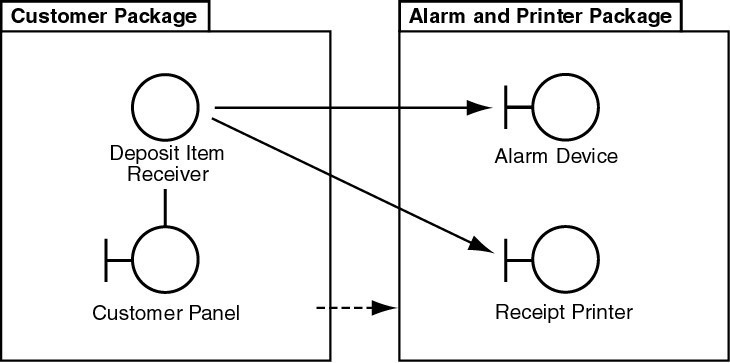 Customer Package
Alarm and Printer Package
Deposit Item
Receiver
Alarm Device
Customer Panel
Receipt Printer